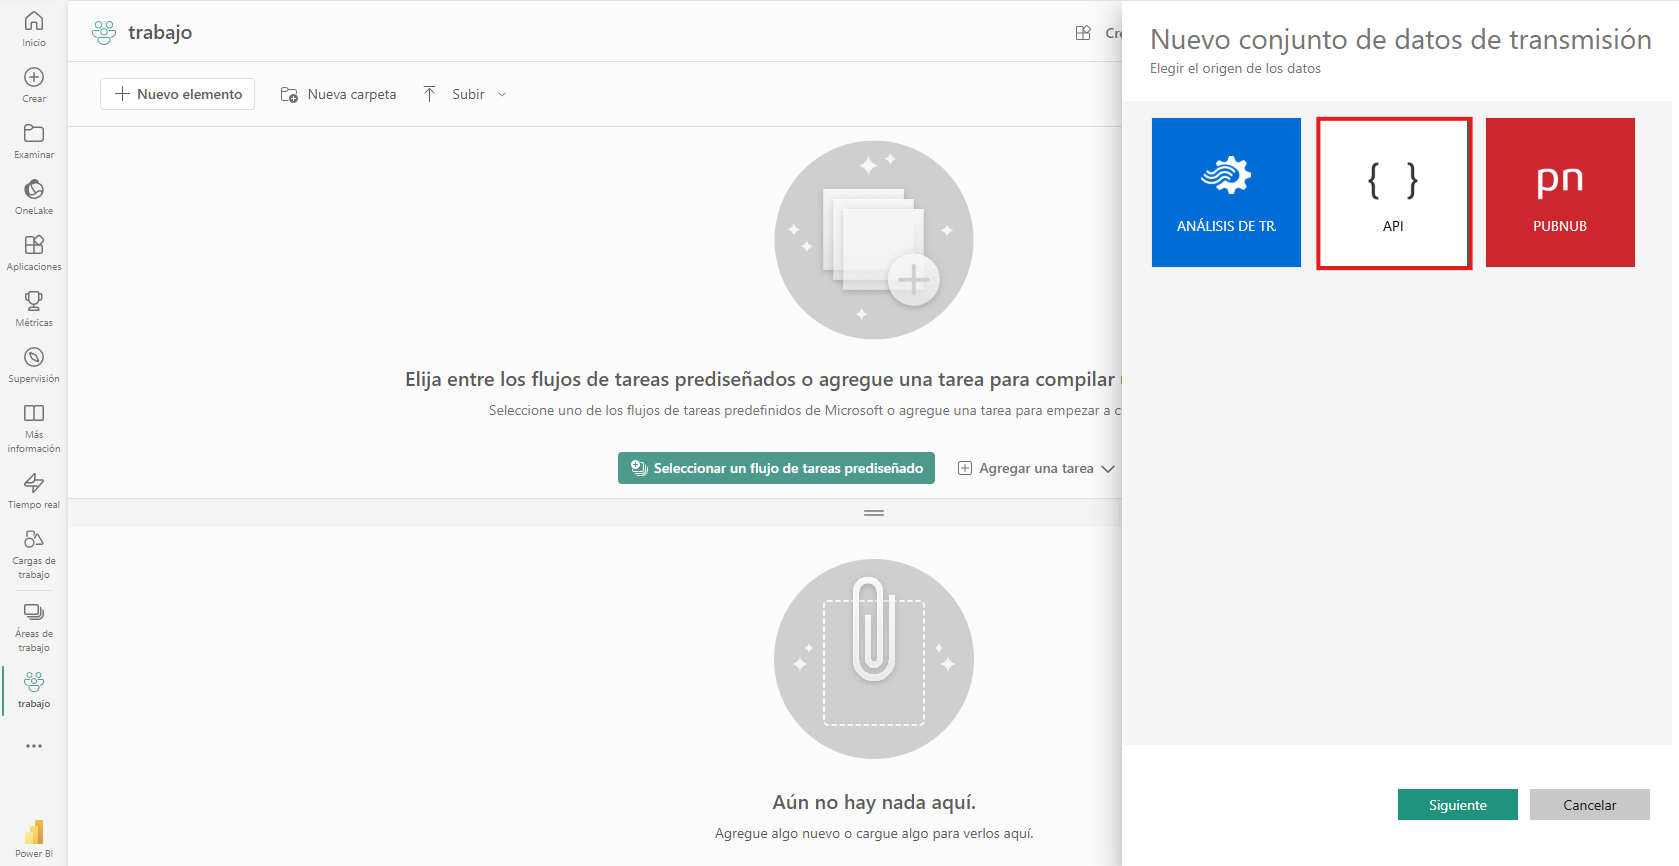 Inicio
Crear
Examinar
OneLake
Aplicaciones
Métricas
Supervisión
Más
información
Tiempo real
Cargas de
trabajo
Áreas de
trabajo
trabajo
Power BI
trabajo
Nuevo elemento
Nueva carpeta
Subir
Elija entre los flujos de tareas prediseñados o agregue una tarea para compilar
Seleccione uno de los flujos de tareas predefinidos de Microsoft o agregue una tarea para empezar a
Seleccionar un flujo de tareas prediseñado
Agregar una tarea
Aún no hay nada aquí.
Agregue algo nuevo o cargue algo para verlos aquí.
Nuevo conjunto de datos de transmisión
Elegir el origen de los datos
ANÁLISIS DE TR
{ }
API
pn
PUBNUB
Siguiente
Cancelar